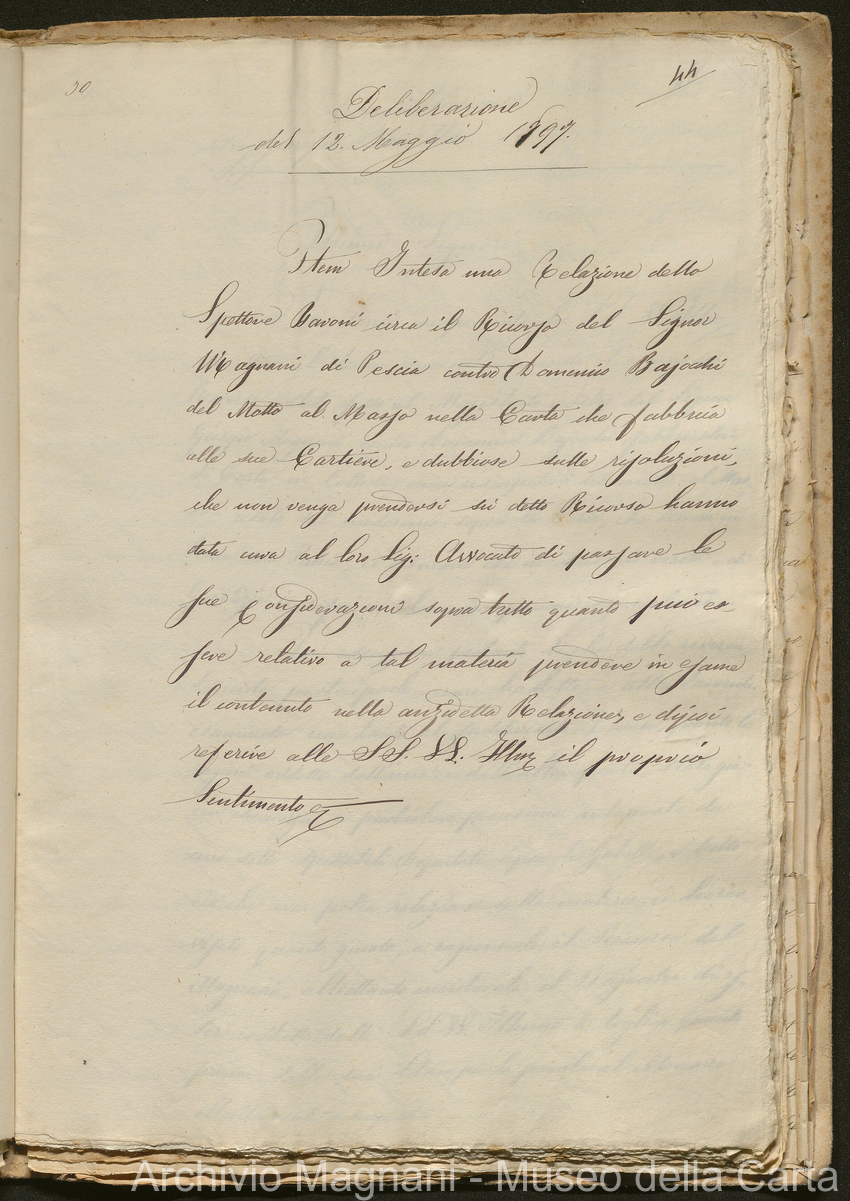 30
44
Deliberazione
del 12. Maggio 1797.
Item Intesa una Relazione dello
Spettore Baroni circa il Ricorso del Signor
Magnani di Pescia contro Domenico Bajocchi
del Motto al Masso nella Carta che fabbrica
alle sue Cartiere, e dubbiose sulle risoluzioni,
che non venga prendersi sù detto Ricorso hanno
data cura al loro Sig: Avvocato di passare le
sue Considerazioni sopra tutto quanto può es=
sere relativo a tal materia prendere in esame
il contenuto nella anzidetta Relazione, e di poi
referire alle SS. LL. Illme il proprio
Sentimento
Archivio Magnani - Museo della Carta